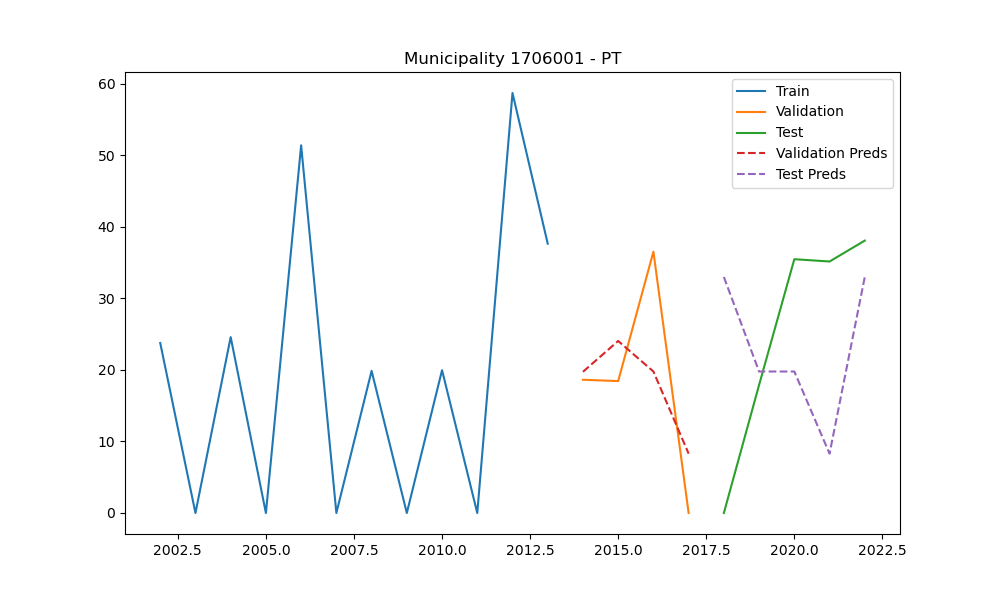 Municipality 1706001 - PT
Train
Validation
Test
Validation Preds
Test Preds
60
50
40
30
20
10
0
2002.5 2005.0 2007.5 2010.0 2012.5 2015.0 2017.5 2020.0 2022.5